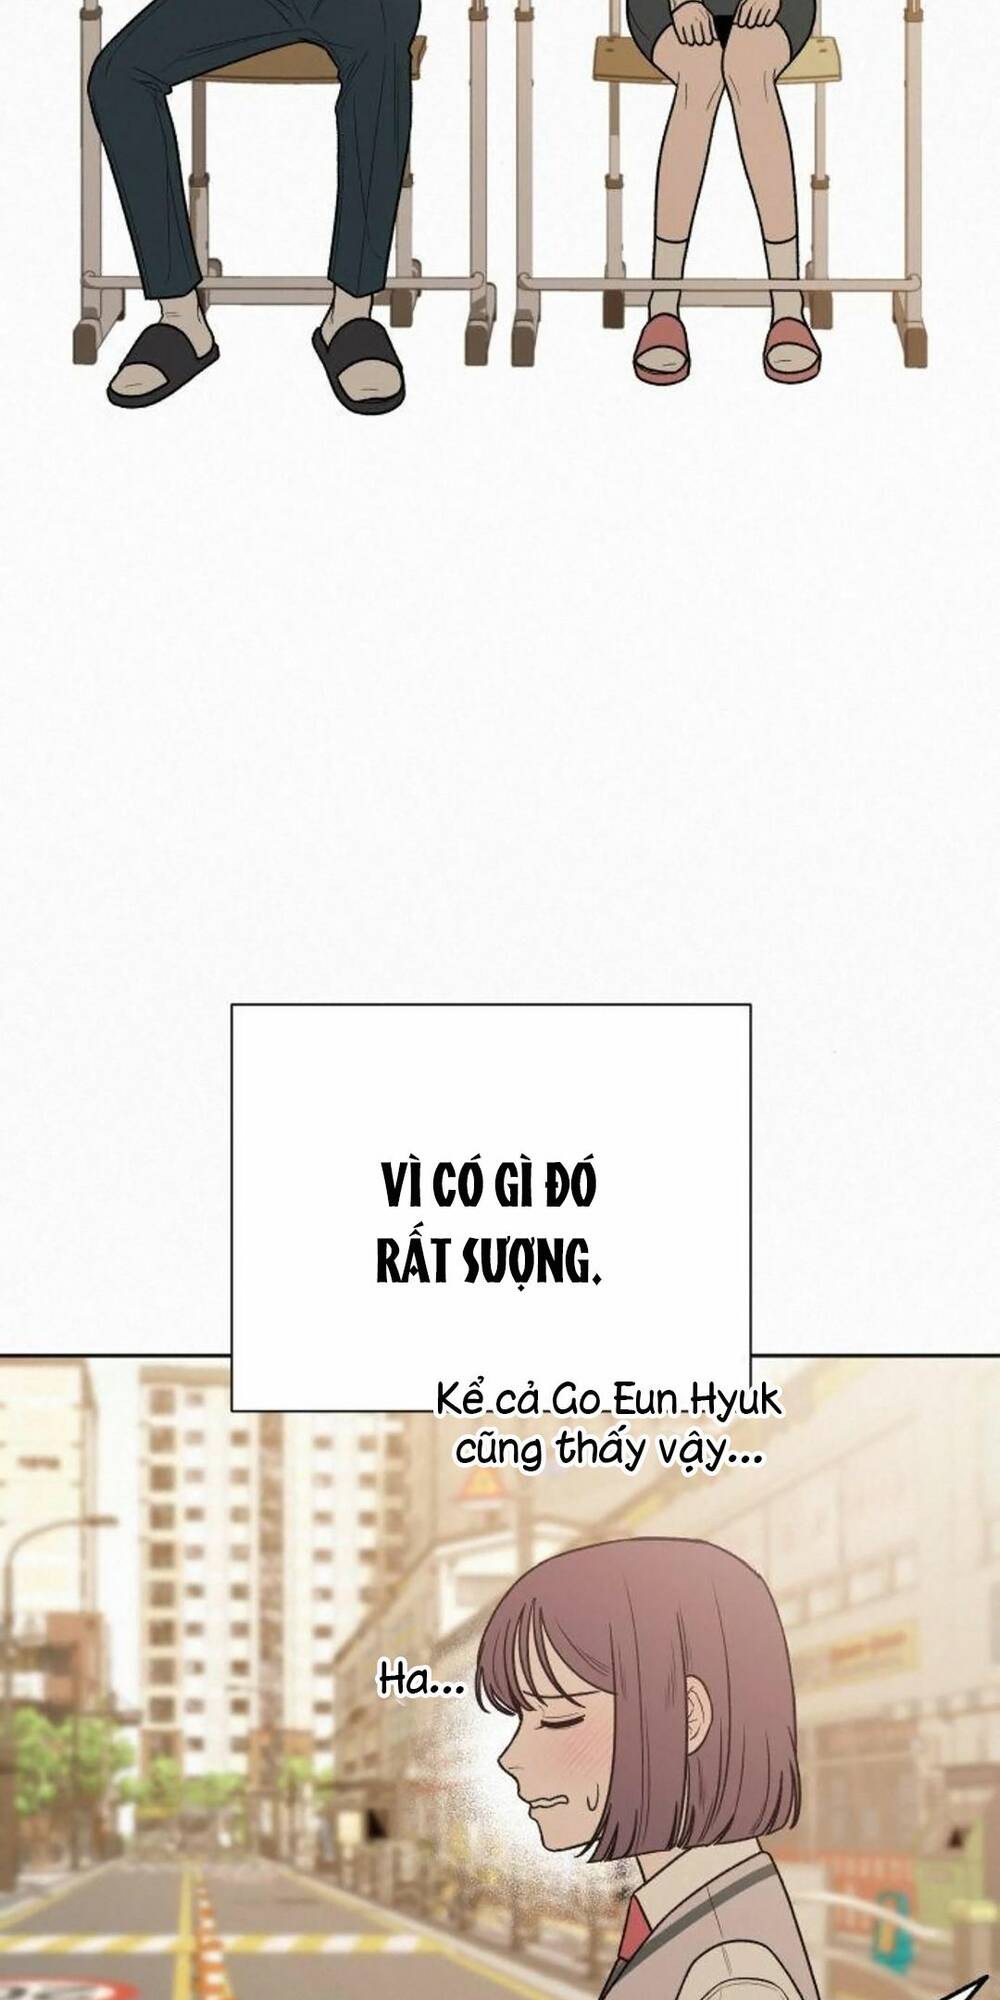 VÌ CÓ GÌ ĐÓ
RẤT SƯỢNG.
Kể cả Go Eun Hyuk
cũng thấy vậy...
Ha...